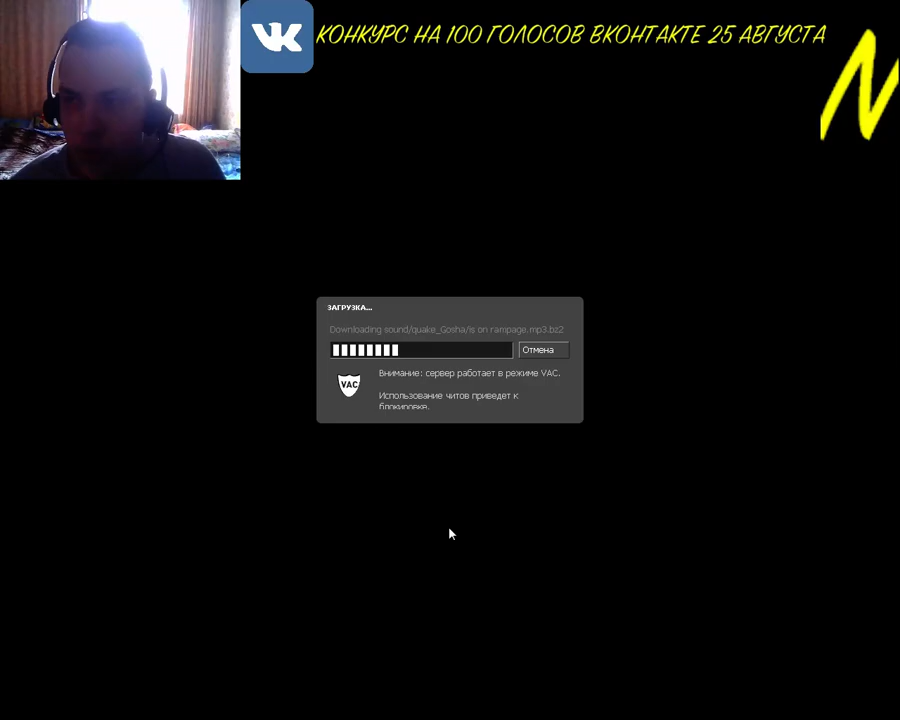 КОНКУРС НА 100 ГОЛОСОВ ВКОНТАКТЕ 25 АВГУСТА
N
ЗАГРУЗКА...
Downloading sound/quake_Gosha/is on rampage.mp3.bz2
Отмена
VAC
Внимание: сервер работает в режиме VAC.
Использование читов приведет к
блокировке.